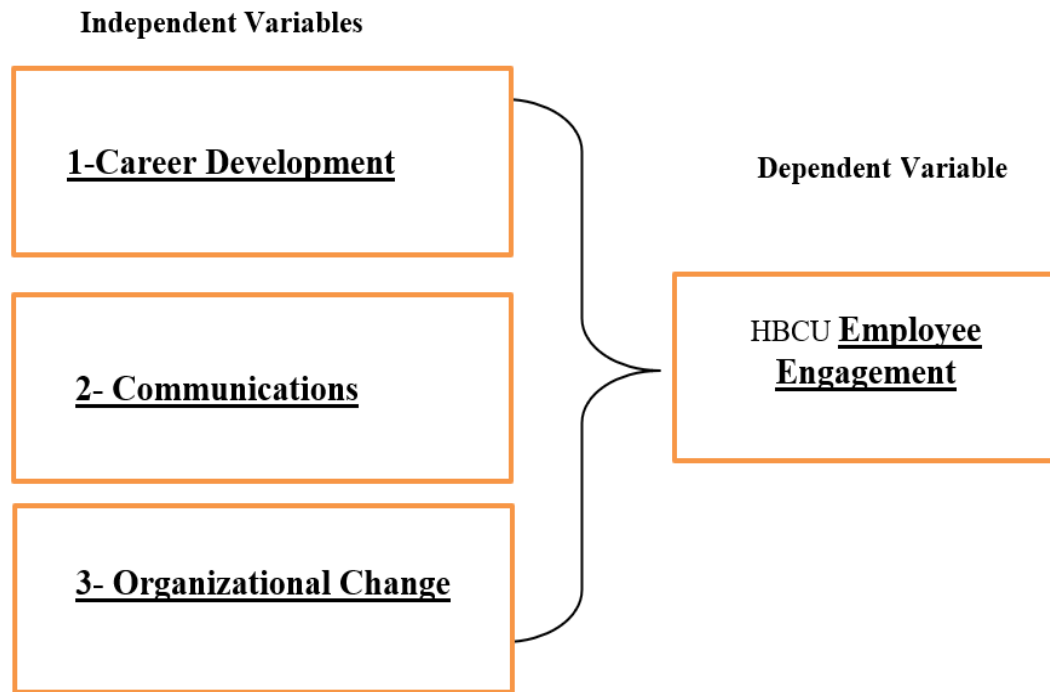 Independent Variables
1-Career Development
2- Communications
3- Organizational Change
Dependent Variable
HBCU Employee
Engagement